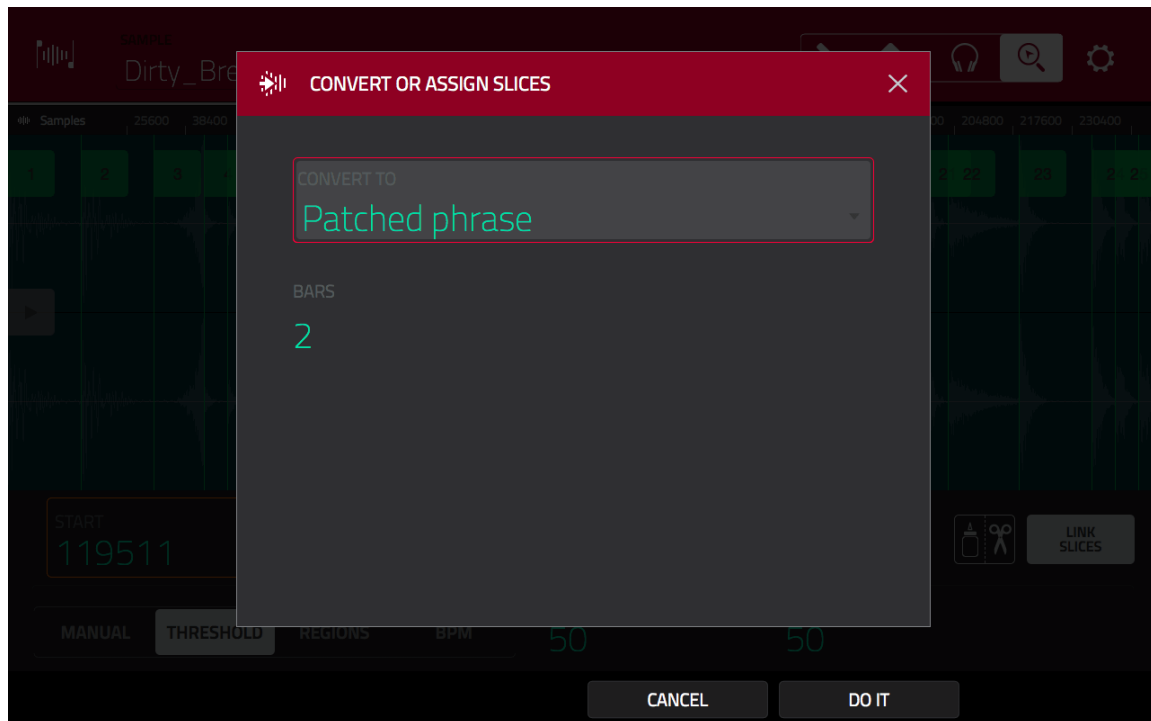 SAMPLE
Dirty_Bre
CONVERT OR ASSIGN SLICES
Samples 25600 38400 204800 217600 230400
1 2 3 2 22 23 2 2
CONVERT TO
Patched phrase
BARS
2
START
119511
LINK
SLICES
MANUAL THRESHOLD REGIONS BPM 50 50
CANCEL DO IT